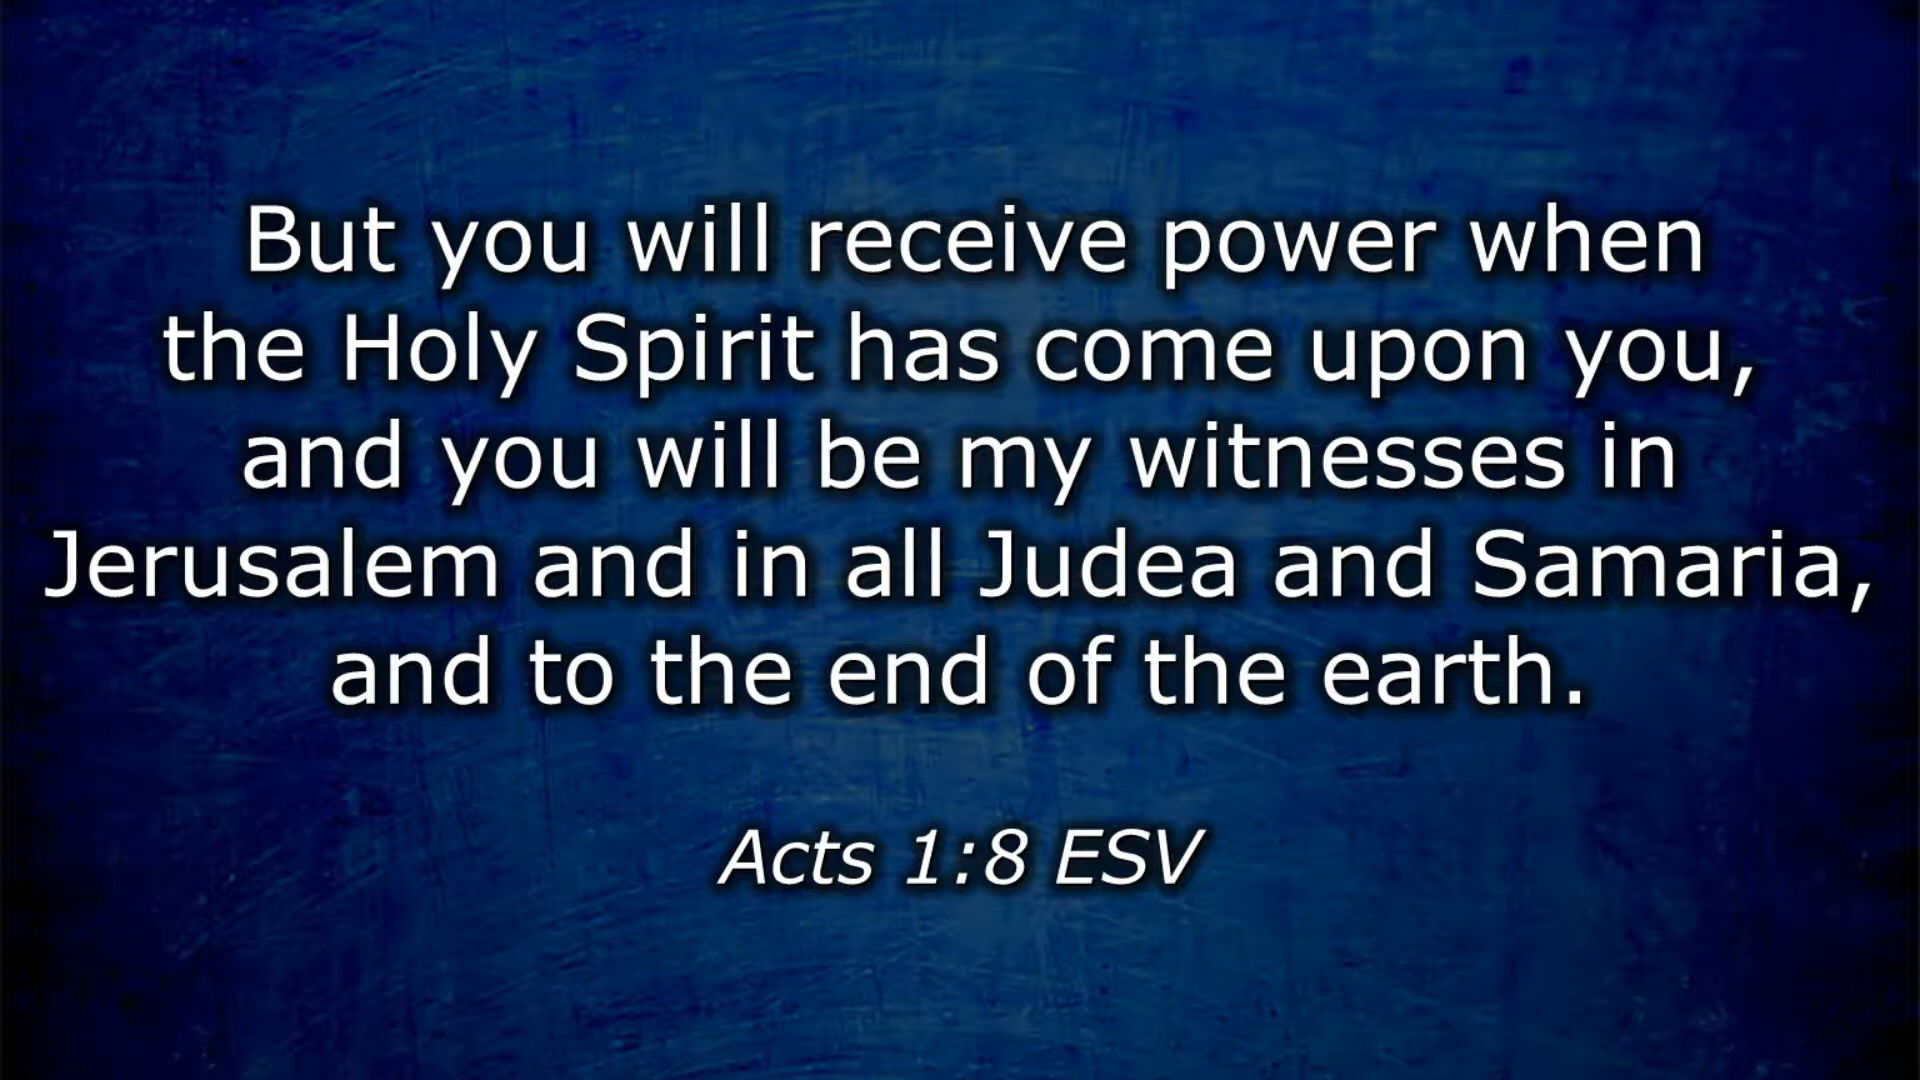 But you will receive power when
the Holy Spirit has come upon you,
and you will be my witnesses in
Jerusalem and in all Judea and Samaria,
and to the end of the earth.
Acts 1:8 ESV